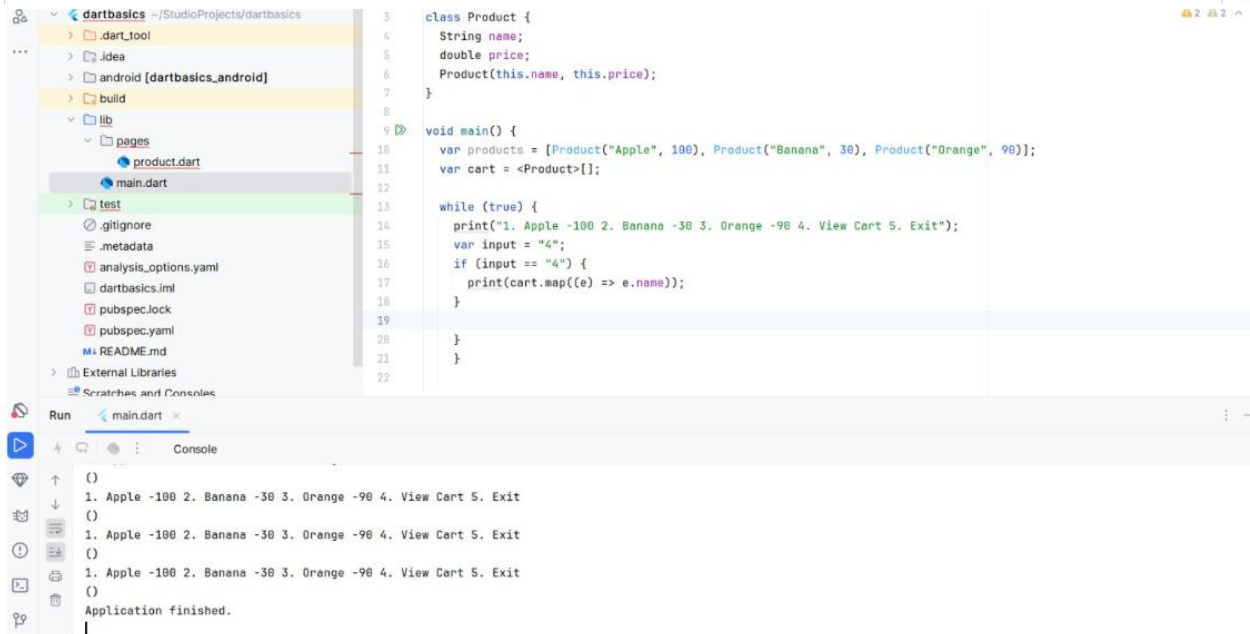 dartbasics ~/StudioProjects/dartbasics
.dart_tool
.idea
android [dartbasics_android]
build
lib
pages
product.dart
main.dart
test
.gitignore
.metadata
analysis_options.yaml
dartbasics.iml
pubspec.lock
pubspec.yaml
M↓ README.md
External Libraries
Scratches and Consoles
2 2
3 class Product {
4 String name;
5 double price;
6 Product(this.name, this.price);
7 }
8
9 void main() {
10 var products = [Product("Apple", 100), Product("Banana", 30), Product("Orange", 90)];
11 var cart = <Product>[];
12
13 while (true) {
14 print("1. Apple -100 2. Banana -30 3. Orange -90 4. View Cart 5. Exit");
15 var input = "4";
16 if (input == "4") {
17 print(cart.map((e) => e.name));
18 }
19
20 }
21 }
22
Run main.dart
Console
()
1. Apple -100 2. Banana -30 3. Orange -90 4. View Cart 5. Exit
()
1. Apple -100 2. Banana -30 3. Orange -90 4. View Cart 5. Exit
()
1. Apple -100 2. Banana -30 3. Orange -90 4. View Cart 5. Exit
()
Application finished.